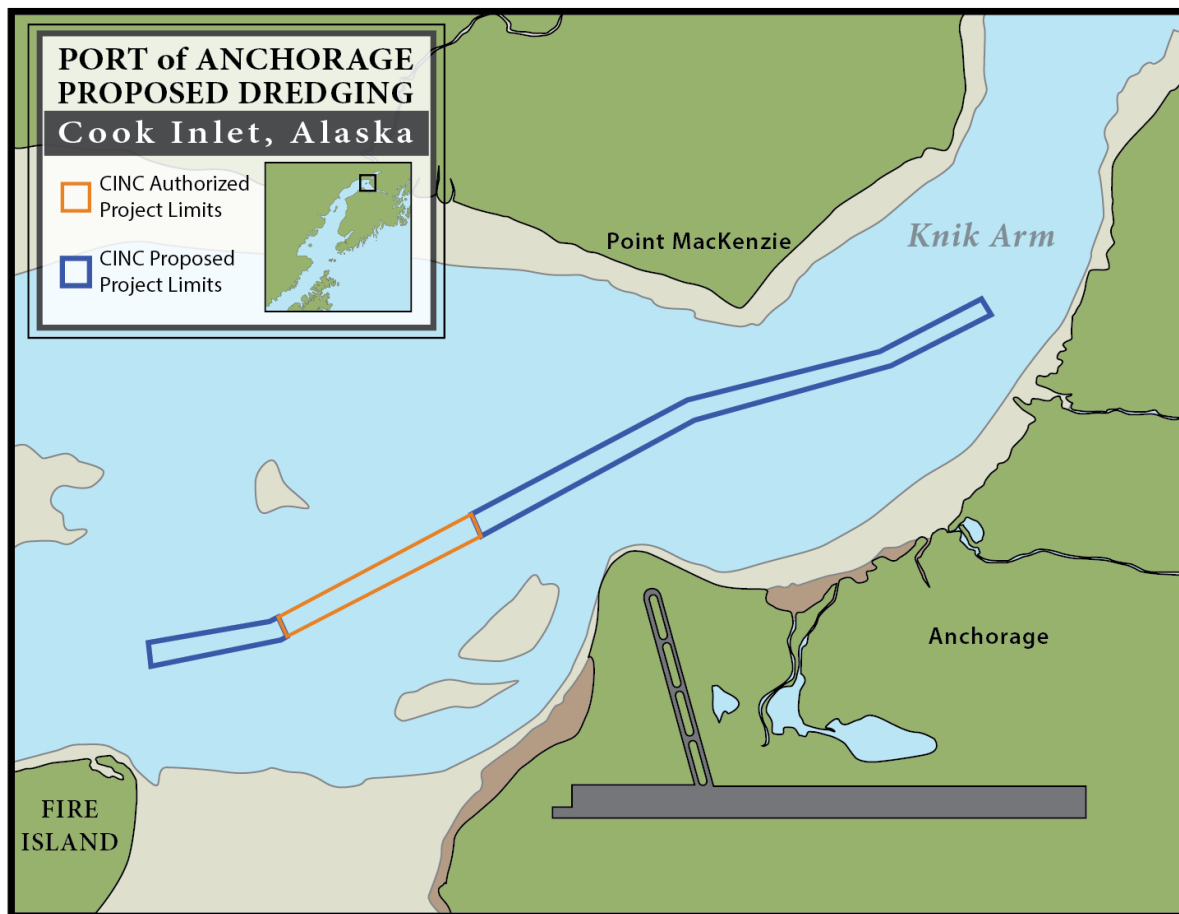 PORT of ANCHORAGE
PROPOSED DREDGING
Cook Inlet, Alaska
CINC Authorized
Project Limits
CINC Proposed
Project Limits
Point MacKenzie
Knik Arm
Anchorage
FIRE
ISLAND